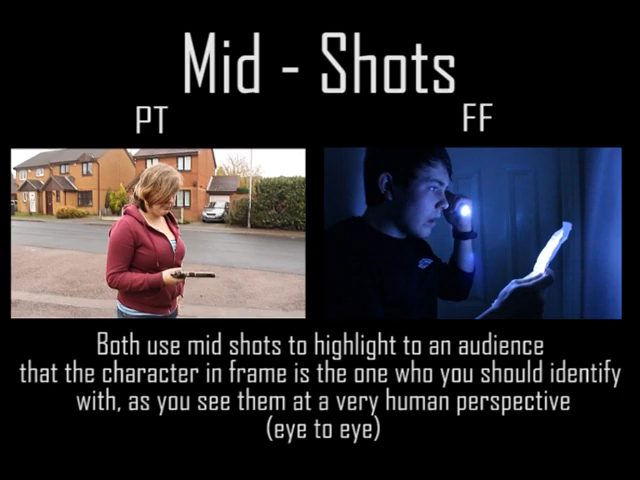 Mid - Shots
PT
FF
Both use mid shots to highlight to an audience
that the character in frame is the one who you should identify
with, as you see them at a very human perspective
(eye to eye)